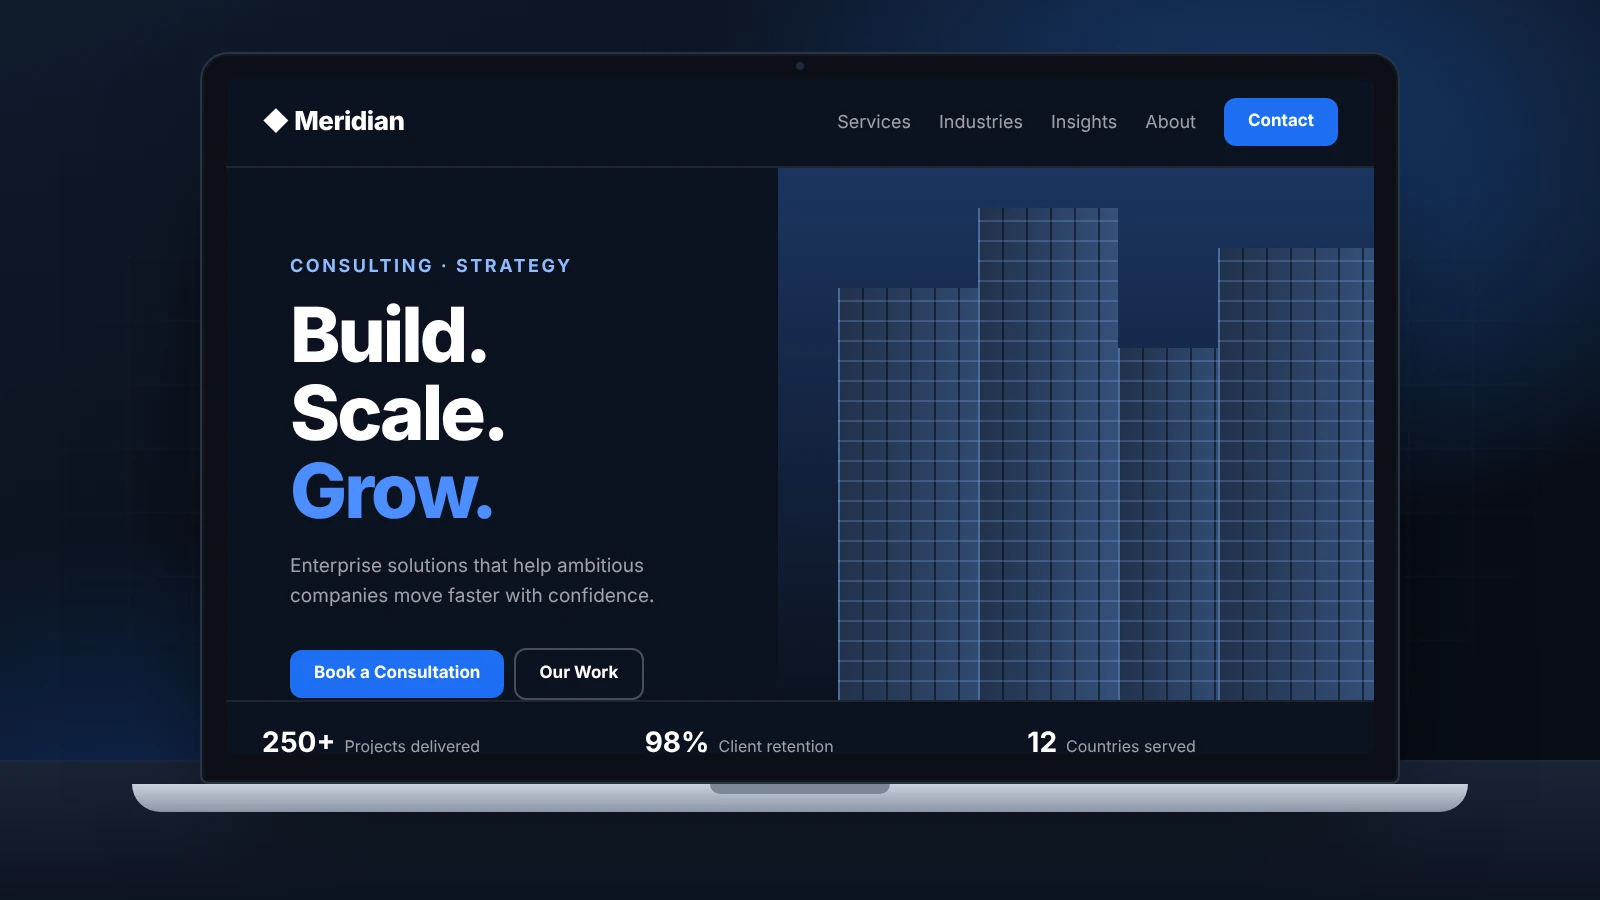 Meridian
Services Industries Insights About Contact
CONSULTING · STRATEGY
Build.
Scale.
Grow.
Enterprise solutions that help ambitious
companies move faster with confidence.
Book a Consultation Our Work
250+ Projects delivered 98% Client retention 12 Countries served